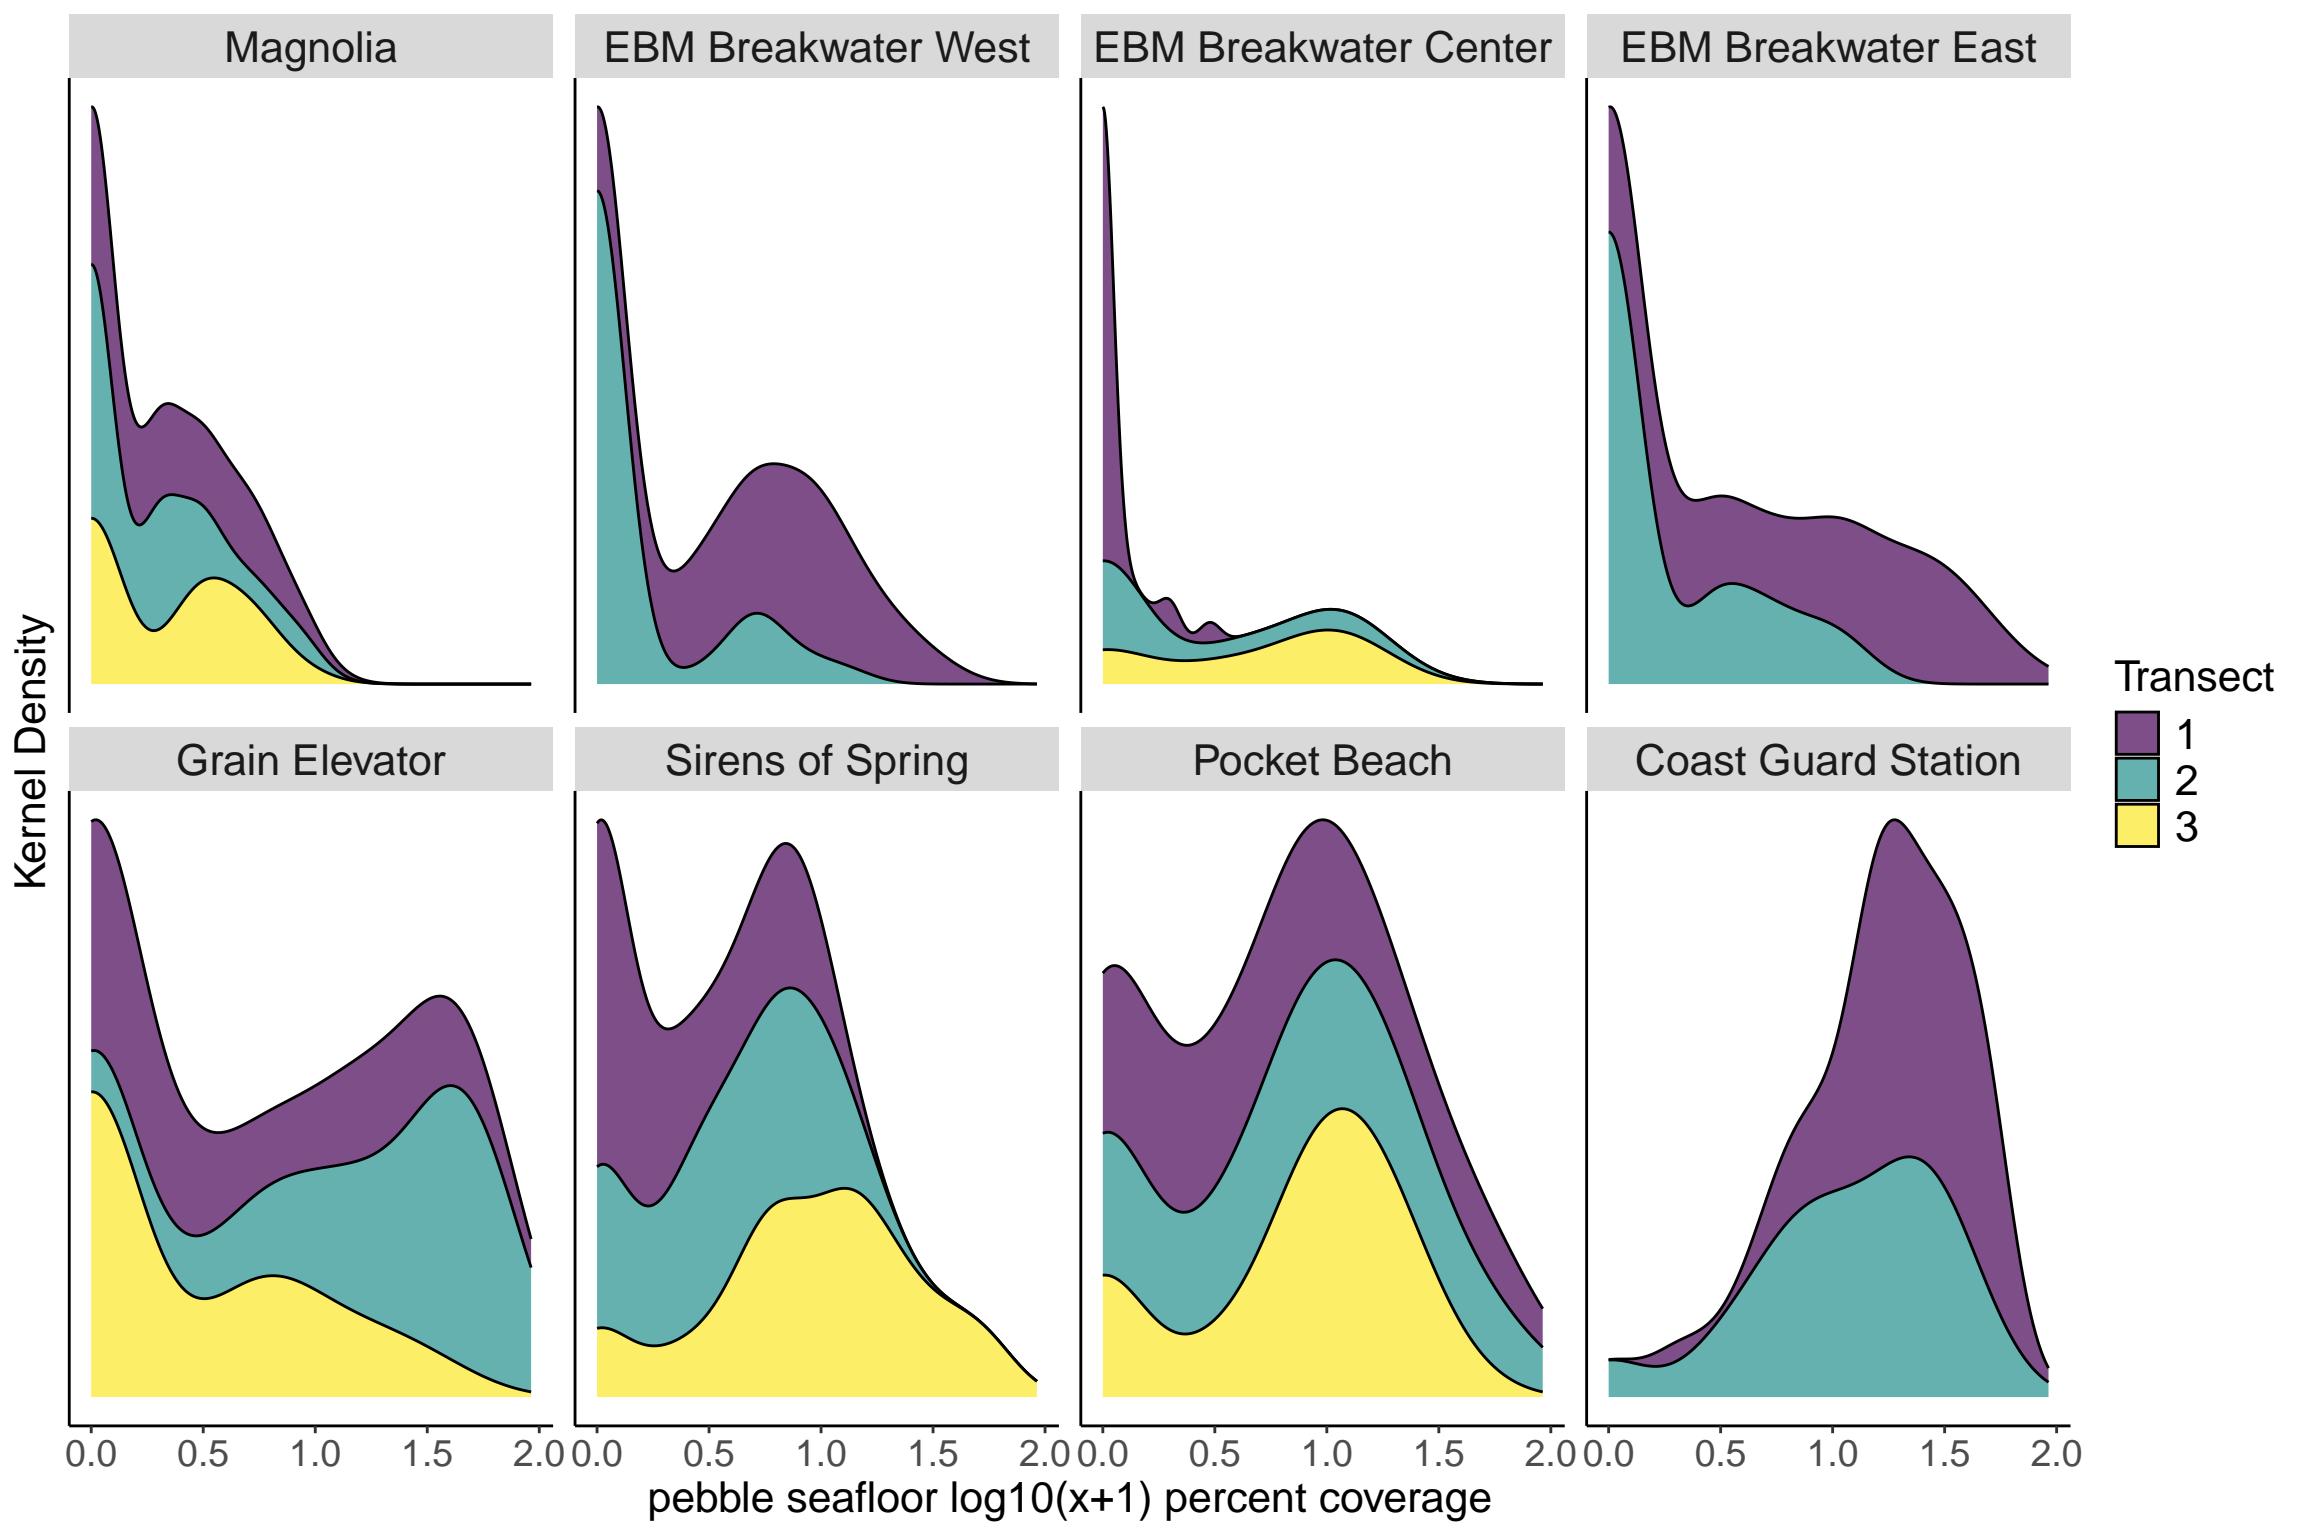 Magnolia
EBM Breakwater West
EBM Breakwater Center
EBM Breakwater East
Kernel Density
Grain Elevator
Sirens of Spring
Pocket Beach
Coast Guard Station
Transect
1
2
3
0.0 0.5 1.0 1.5 2.0
0.0 0.5 1.0 1.5 2.0
0.0 0.5 1.0 1.5 2.0
0.0 0.5 1.0 1.5 2.0
pebble seafloor log10(x+1) percent coverage